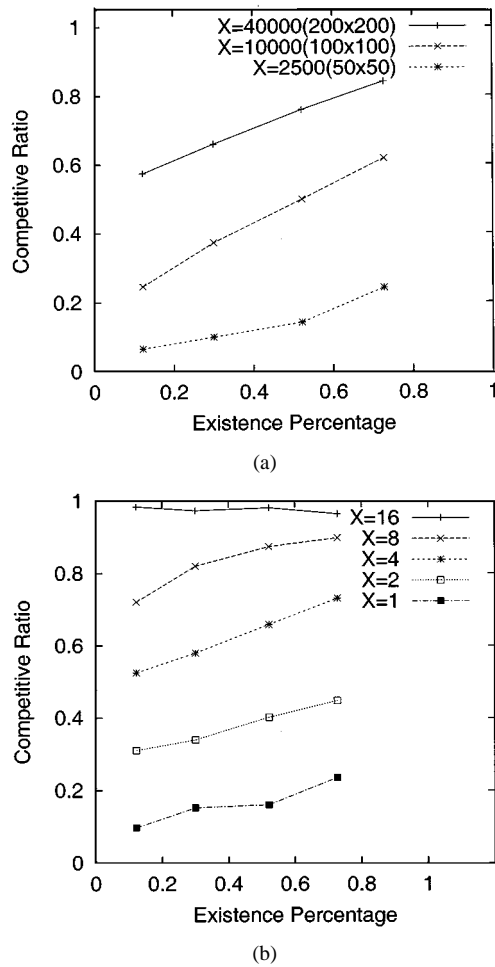 X=40000(200x200)
X=10000(100x100)
X=2500(50x50)
1
0.8
0.6
0.4
0.2
0
Competitive Ratio
0 0.2 0.4 0.6 0.8 1
Existence Percentage
(a)
X=16
X=8
X=4
X=2
X=1
1
0.8
0.6
0.4
0.2
0
Competitive Ratio
0 0.2 0.4 0.6 0.8 1
Existence Percentage
(b)